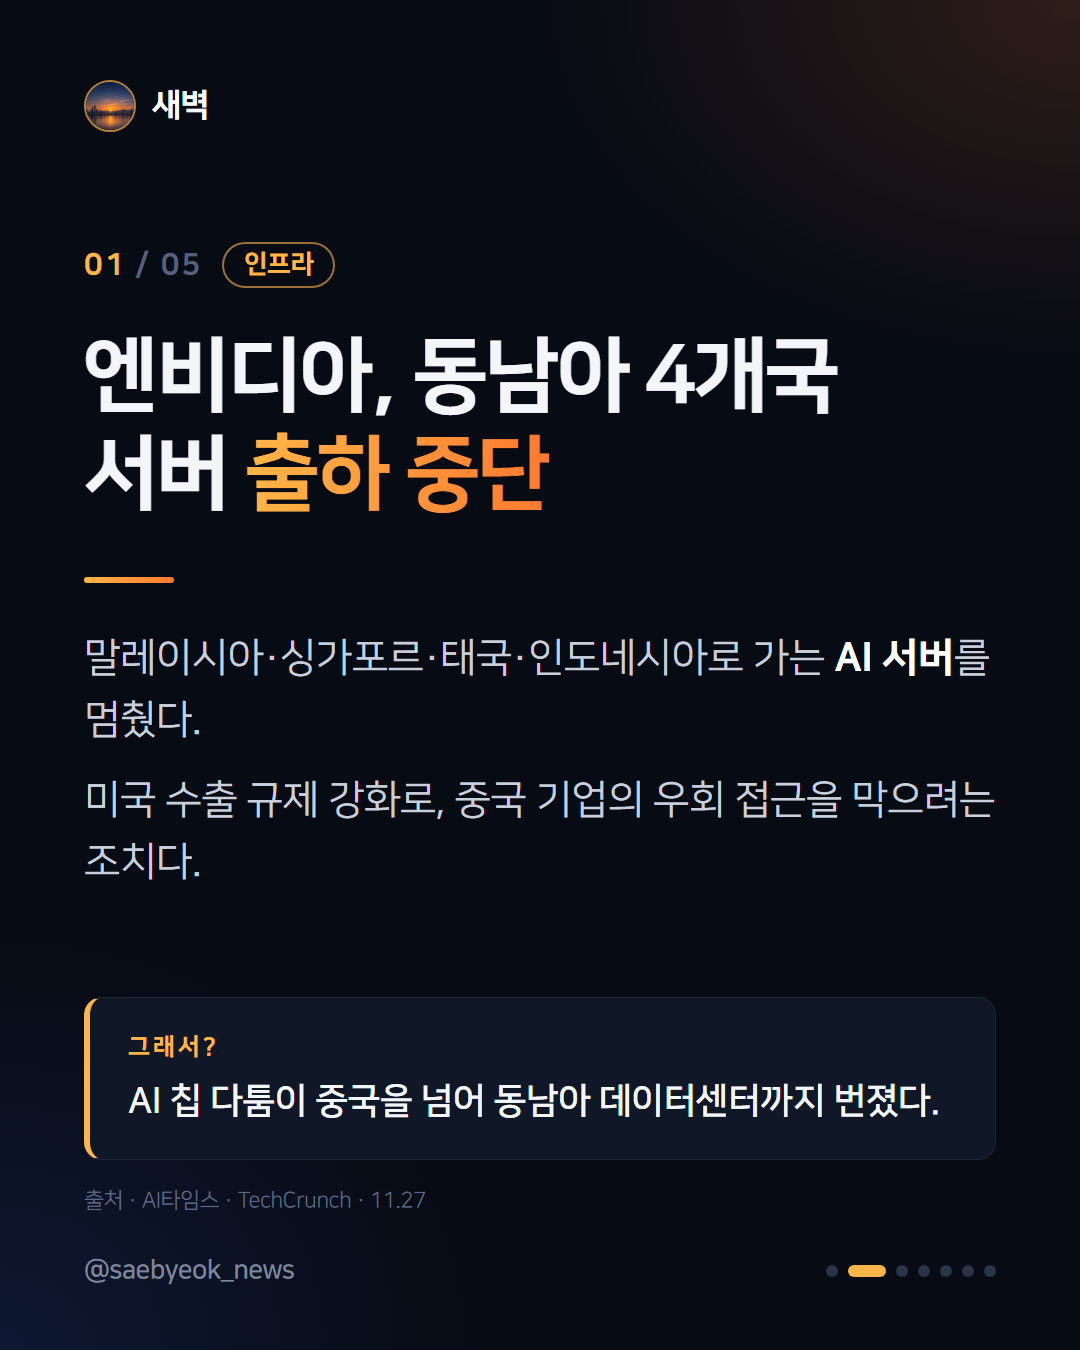 새벽
01 / 05 인프라
엔비디아, 동남아 4개국
서버 출하 중단
말레이시아·싱가포르·태국·인도네시아로 가는 AI 서버를
멈췄다.
미국 수출 규제 강화로, 중국 기업의 우회 접근을 막으려는
조치다.
그래서?
AI 칩 다툼이 중국을 넘어 동남아 데이터센터까지 번졌다.
출처 · AI타임스 · TechCrunch · 11.27
@saebyeok_news